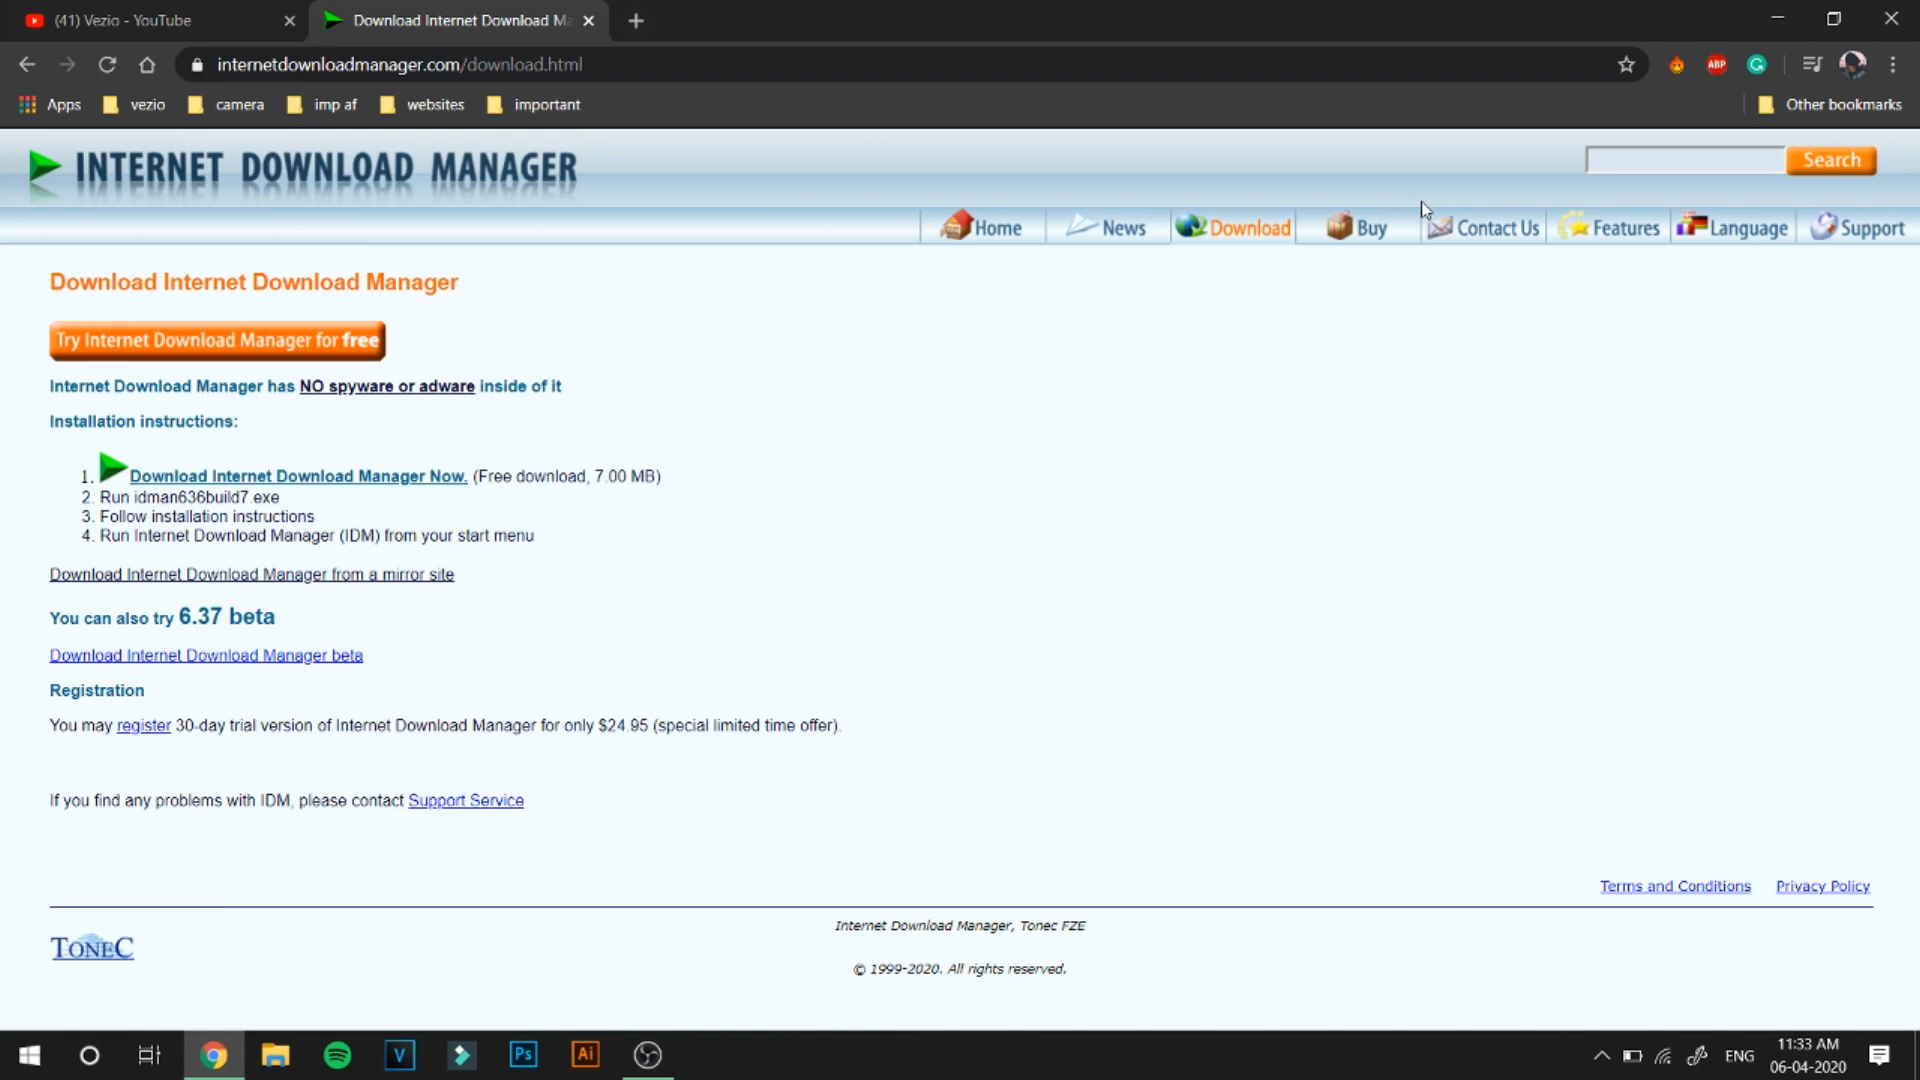 (41) Vezio - YouTube
Download Internet Download Ma
internetdownloadmanager.com/download.html
ABP
Apps
vezio
camera
imp af
websites
important
Other bookmarks
INTERNET DOWNLOAD MANAGER
Search
Home
News
Download
Buy
Contact Us
Features
Language
Support
Download Internet Download Manager
Try Internet Download Manager for free
Internet Download Manager has NO spyware or adware inside of it
Installation instructions:
1. Download Internet Download Manager Now. (Free download, 7.00 MB)
2. Run idman636build7.exe
3. Follow installation instructions
4. Run Internet Download Manager (IDM) from your start menu
Download Internet Download Manager from a mirror site
You can also try 6.37 beta
Download Internet Download Manager beta
Registration
You may register 30-day trial version of Internet Download Manager for only $24.95 (special limited time offer).
If you find any problems with IDM, please contact Support Service
Terms and Conditions
Privacy Policy
Internet Download Manager, Tonec FZE
TONEC
© 1999-2020. All rights reserved.
V
Ps
Ai
ENG
11:33 AM
06-04-2020